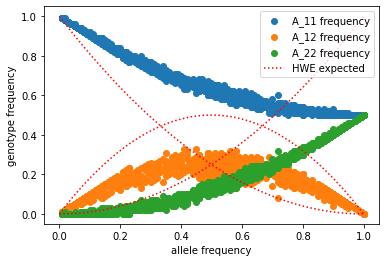 A_11 frequency
A_12 frequency
A_22 frequency
HWE expected
genotype frequency
1.0
0.8
0.6
0.4
0.2
0.0
0.0 0.2 0.4 0.6 0.8 1.0
allele frequency